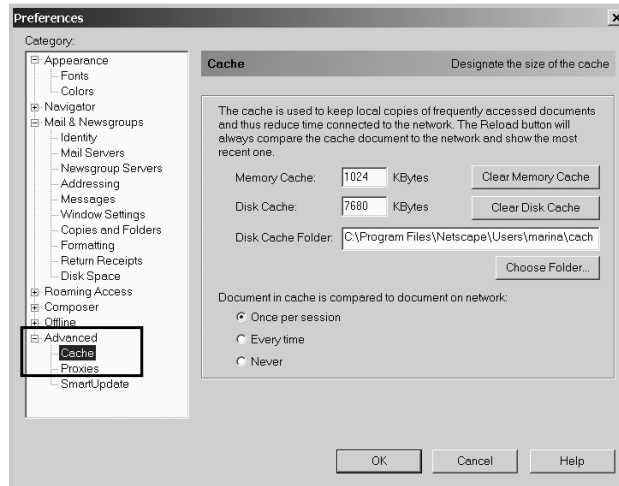 Preferences
Category:
Appearance
Fonts
Colors
Navigator
Mail & Newsgroups
Identity
Mail Servers
Newsgroup Servers
Addressing
Messages
Window Settings
Copies and Folders
Formatting
Return Receipts
Disk Space
Roaming Access
Composer
Offline
Advanced
Cache
Proxies
SmartUpdate
Cache Designate the size of the cache
The cache is used to keep local copies of frequently accessed documents
and thus reduce time connected to the network. The Reload button will
always compare the cache document to the network and show the most
recent one.
Memory Cache: 1024 KBytes Clear Memory Cache
Disk Cache: 7680 KBytes Clear Disk Cache
Disk Cache Folder: C:\Program Files\Netscape\Users\marina\cach
Choose Folder...
Document in cache is compared to document on network:
Once per session
Every time
Never
OK Cancel Help